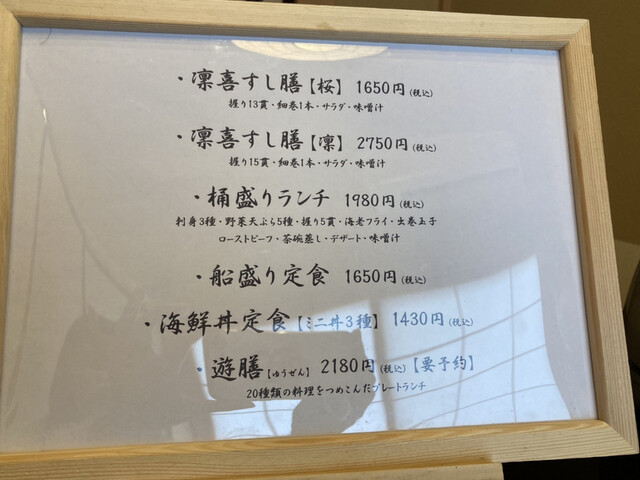 ・凛喜すし膳【桜】 1650円(税込)
握り13貫・細巻1本・サラダ・味噌汁
・凛喜すし膳【凛】 2750円(税込)
握り15貫・細巻1本・サラダ・味噌汁
・桶盛りランチ 1980円(税込)
刺身3種・野菜天ぷら5種・握り5貫・海老フライ・出巻玉子
ローストビーフ・茶碗蒸し・デザート・味噌汁
・船盛り定食 1650円(税込)
・海鮮丼定食【ミニ丼3種】 1430円(税込)
・遊膳【ゆうぜん】 2180円(税込)【要予約】
20種類の料理をつめこんだプレートランチ